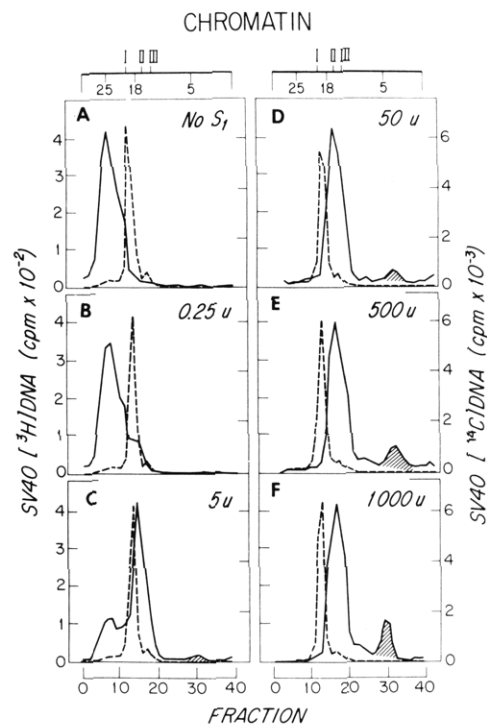 CHROMATIN
I II III
25 18 5
I II III
25 18 5
A No S₁
B 0.25 u
C 5 u
D 50 u
E 500 u
F 1000 u
4
3
2
1
0
4
3
2
1
0
4
3
2
1
0
6
4
2
0
6
4
2
0
6
4
2
0
SV40 [³H]DNA (cpm x 10⁻²)
SV40 [¹⁴C]DNA (cpm x 10⁻³)
0 10 20 30 40
0 10 20 30 40
FRACTION